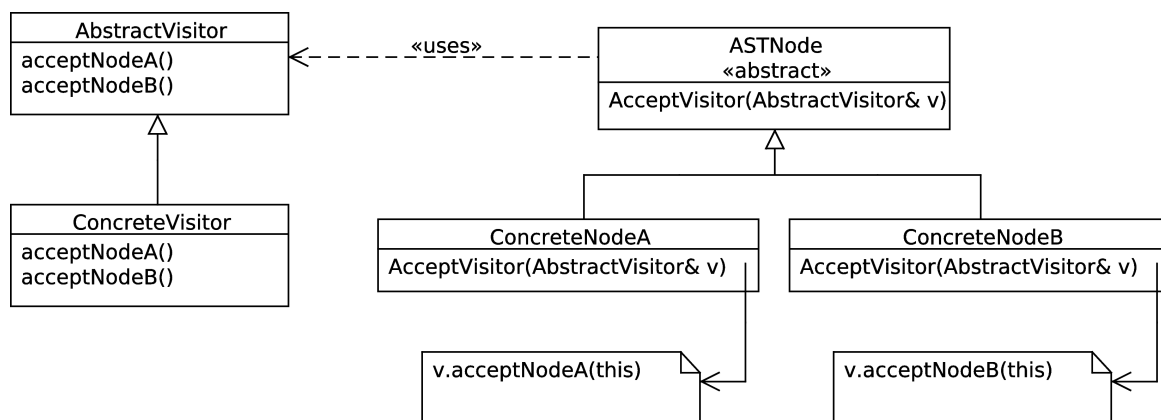 AbstractVisitor
acceptNodeA()
acceptNodeB()
«uses»
ASTNode
«abstract»
AcceptVisitor(AbstractVisitor& v)
ConcreteVisitor
acceptNodeA()
acceptNodeB()
ConcreteNodeA
AcceptVisitor(AbstractVisitor& v)
ConcreteNodeB
AcceptVisitor(AbstractVisitor& v)
v.acceptNodeA(this)
v.acceptNodeB(this)